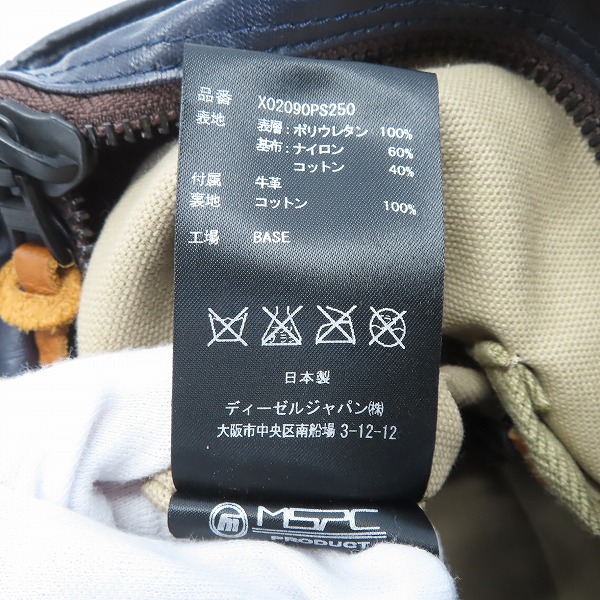 品番 X02090PS250
表地 表層:ポリウレタン 100%
基布:ナイロン 60%
コットン 40%
付属 牛革
裏地 コットン 100%
工場 BASE
日本製
ディーゼルジャパン㈱
大阪市中央区南船場 3-12-12
m MSPC
PRODUCT